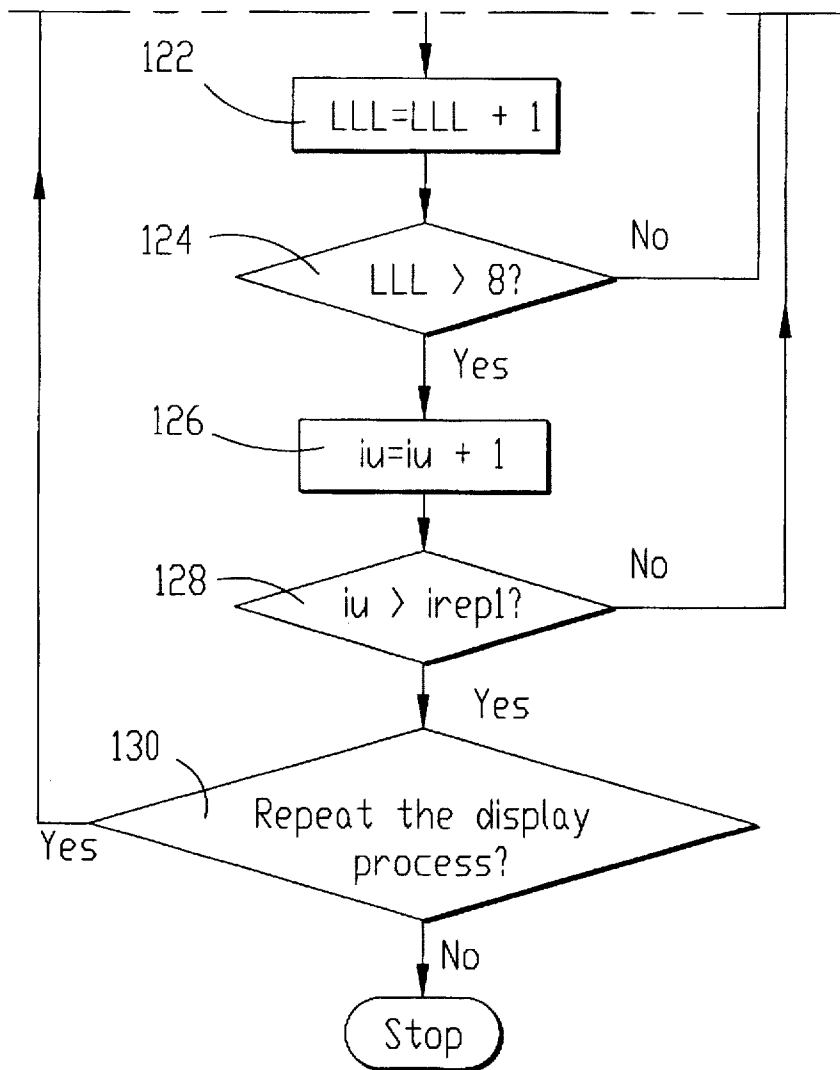 122
LLL=LLL + 1
124
No
LLL > 8?
Yes
126
iu=iu + 1
128
No
iu > irep1?
Yes
130
Repeat the display
process?
Yes
No
Stop